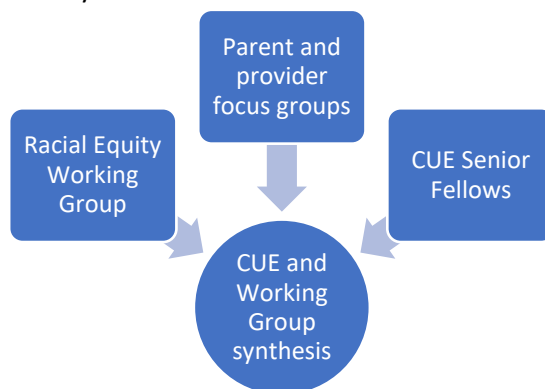 Parent and
provider
focus groups
Racial Equity
Working
Group
CUE Senior
Fellows
CUE and
Working
Group
synthesis